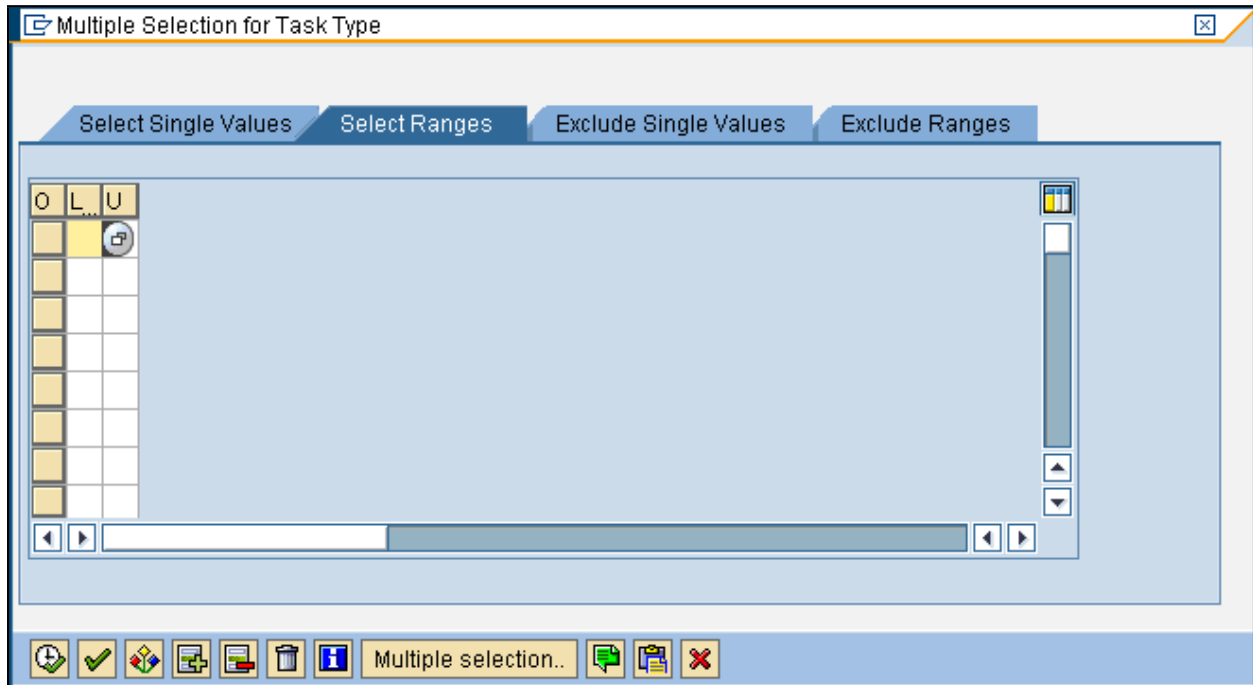 Multiple Selection for Task Type
Select Single Values Select Ranges Exclude Single Values Exclude Ranges
O L... U
Multiple selection..